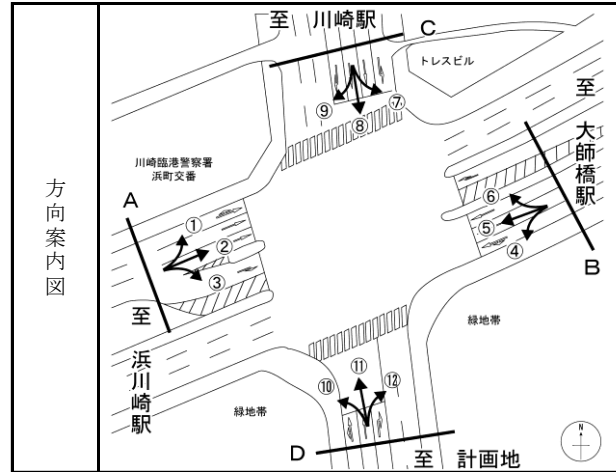 方向案内図
至 川崎駅
C
トレスビル
至 大師橋駅
⑨
⑧
⑦
川崎臨港警察署
浜町交番
A
①
②
③
⑥
⑤
④
B
至 浜川崎駅
緑地帯
緑地帯
⑩
⑪
⑫
D
至 計画地
N